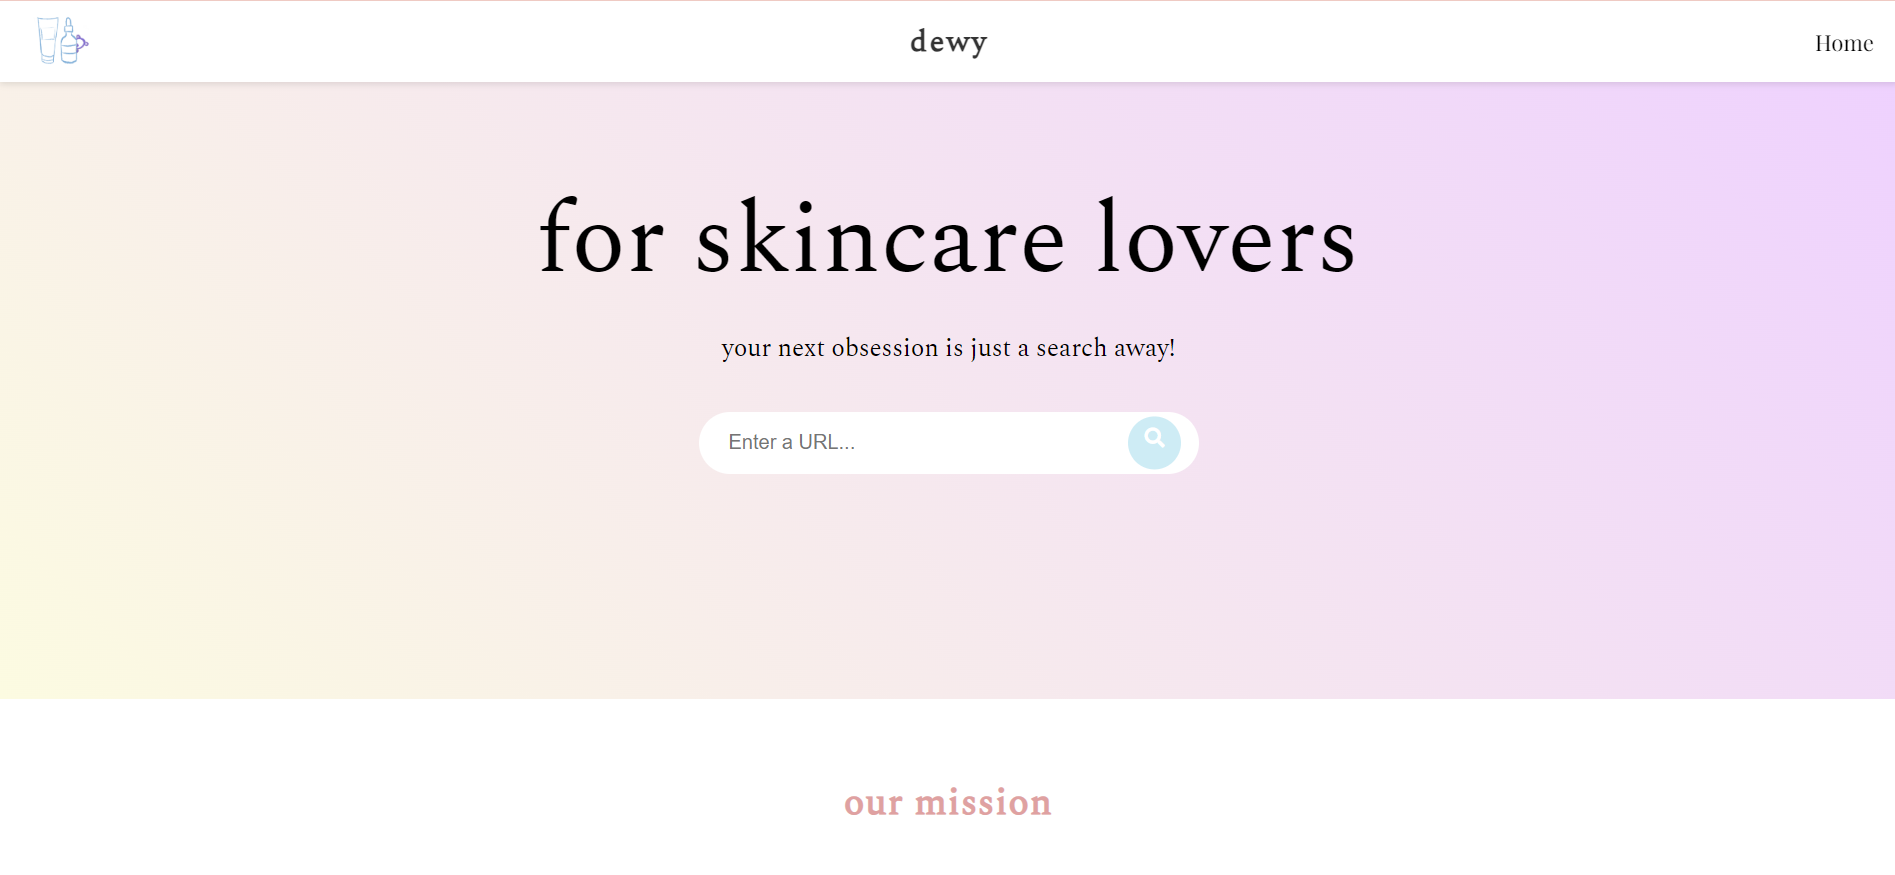 dewy
Home
for skincare lovers
your next obsession is just a search away!
Enter a URL...
our mission